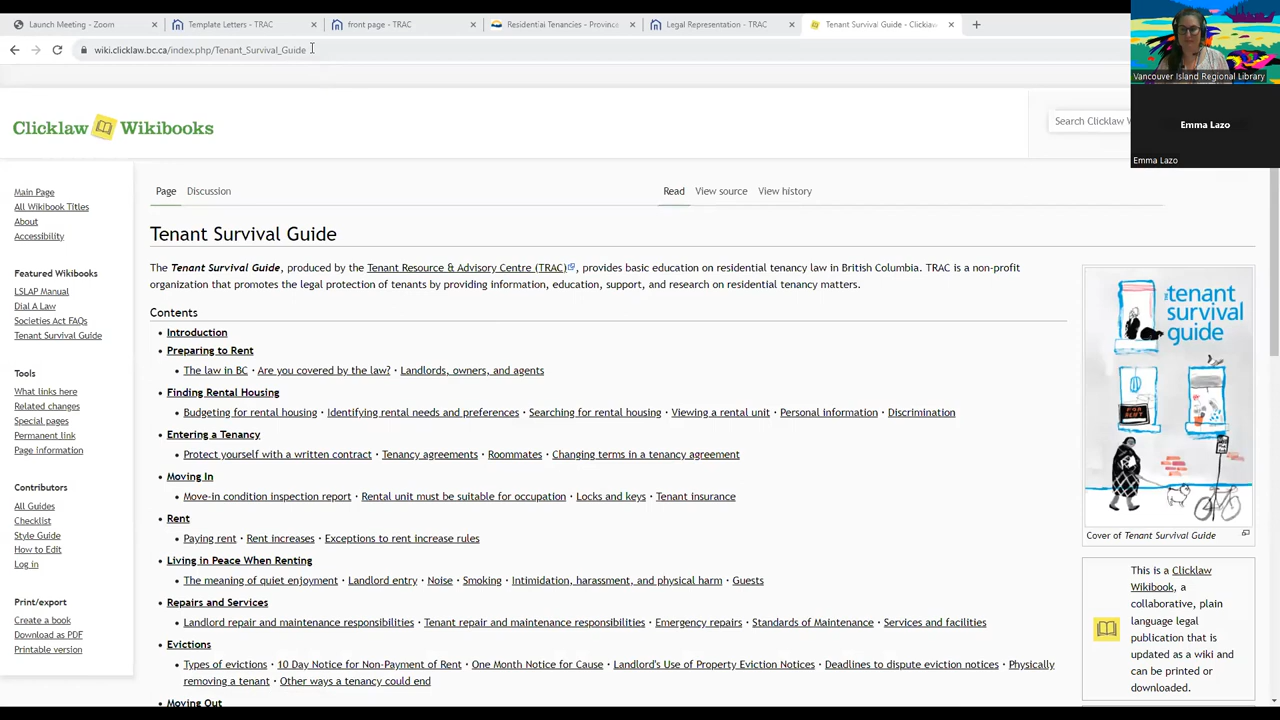 Launch Meeting - Zoom
Template Letters - TRAC
front page - TRAC
Residential Tenancies - Province
Legal Representation - TRAC
Tenant Survival Guide - Clicklaw
wiki.clicklaw.bc.ca/index.php/Tenant_Survival_Guide
Vancouver Island Regional Library
Emma Lazo
Emma Lazo
Clicklaw Wikibooks
Search Clicklaw W
Main Page
All Wikibook Titles
About
Accessibility
Featured Wikibooks
LSLAP Manual
Dial A Law
Societies Act FAQs
Tenant Survival Guide
Tools
What links here
Related changes
Special pages
Permanent link
Page information
Contributors
All Guides
Checklist
Style Guide
How to Edit
Log in
Print/export
Create a book
Download as PDF
Printable version
Page Discussion Read View source View history
Tenant Survival Guide
The Tenant Survival Guide, produced by the Tenant Resource & Advisory Centre (TRAC), provides basic education on residential tenancy law in British Columbia. TRAC is a non-profit
organization that promotes the legal protection of tenants by providing information, education, support, and research on residential tenancy matters.
Contents
• Introduction
• Preparing to Rent
• The law in BC · Are you covered by the law? · Landlords, owners, and agents
• Finding Rental Housing
• Budgeting for rental housing · Identifying rental needs and preferences · Searching for rental housing · Viewing a rental unit · Personal information · Discrimination
• Entering a Tenancy
• Protect yourself with a written contract · Tenancy agreements · Roommates · Changing terms in a tenancy agreement
• Moving In
• Move-in condition inspection report · Rental unit must be suitable for occupation · Locks and keys · Tenant insurance
• Rent
• Paying rent · Rent increases · Exceptions to rent increase rules
• Living in Peace When Renting
• The meaning of quiet enjoyment · Landlord entry · Noise · Smoking · Intimidation, harassment, and physical harm · Guests
• Repairs and Services
• Landlord repair and maintenance responsibilities · Tenant repair and maintenance responsibilities · Emergency repairs · Standards of Maintenance · Services and facilities
• Evictions
• Types of evictions · 10 Day Notice for Non-Payment of Rent · One Month Notice for Cause · Landlord's Use of Property Eviction Notices · Deadlines to dispute eviction notices · Physically
removing a tenant · Other ways a tenancy could end
• Moving Out
the tenant
survival
guide
FOR
RENT
Cover of Tenant Survival Guide
This is a Clicklaw
Wikibook, a
collaborative, plain
language legal
publication that is
updated as a wiki and
can be printed or
downloaded.